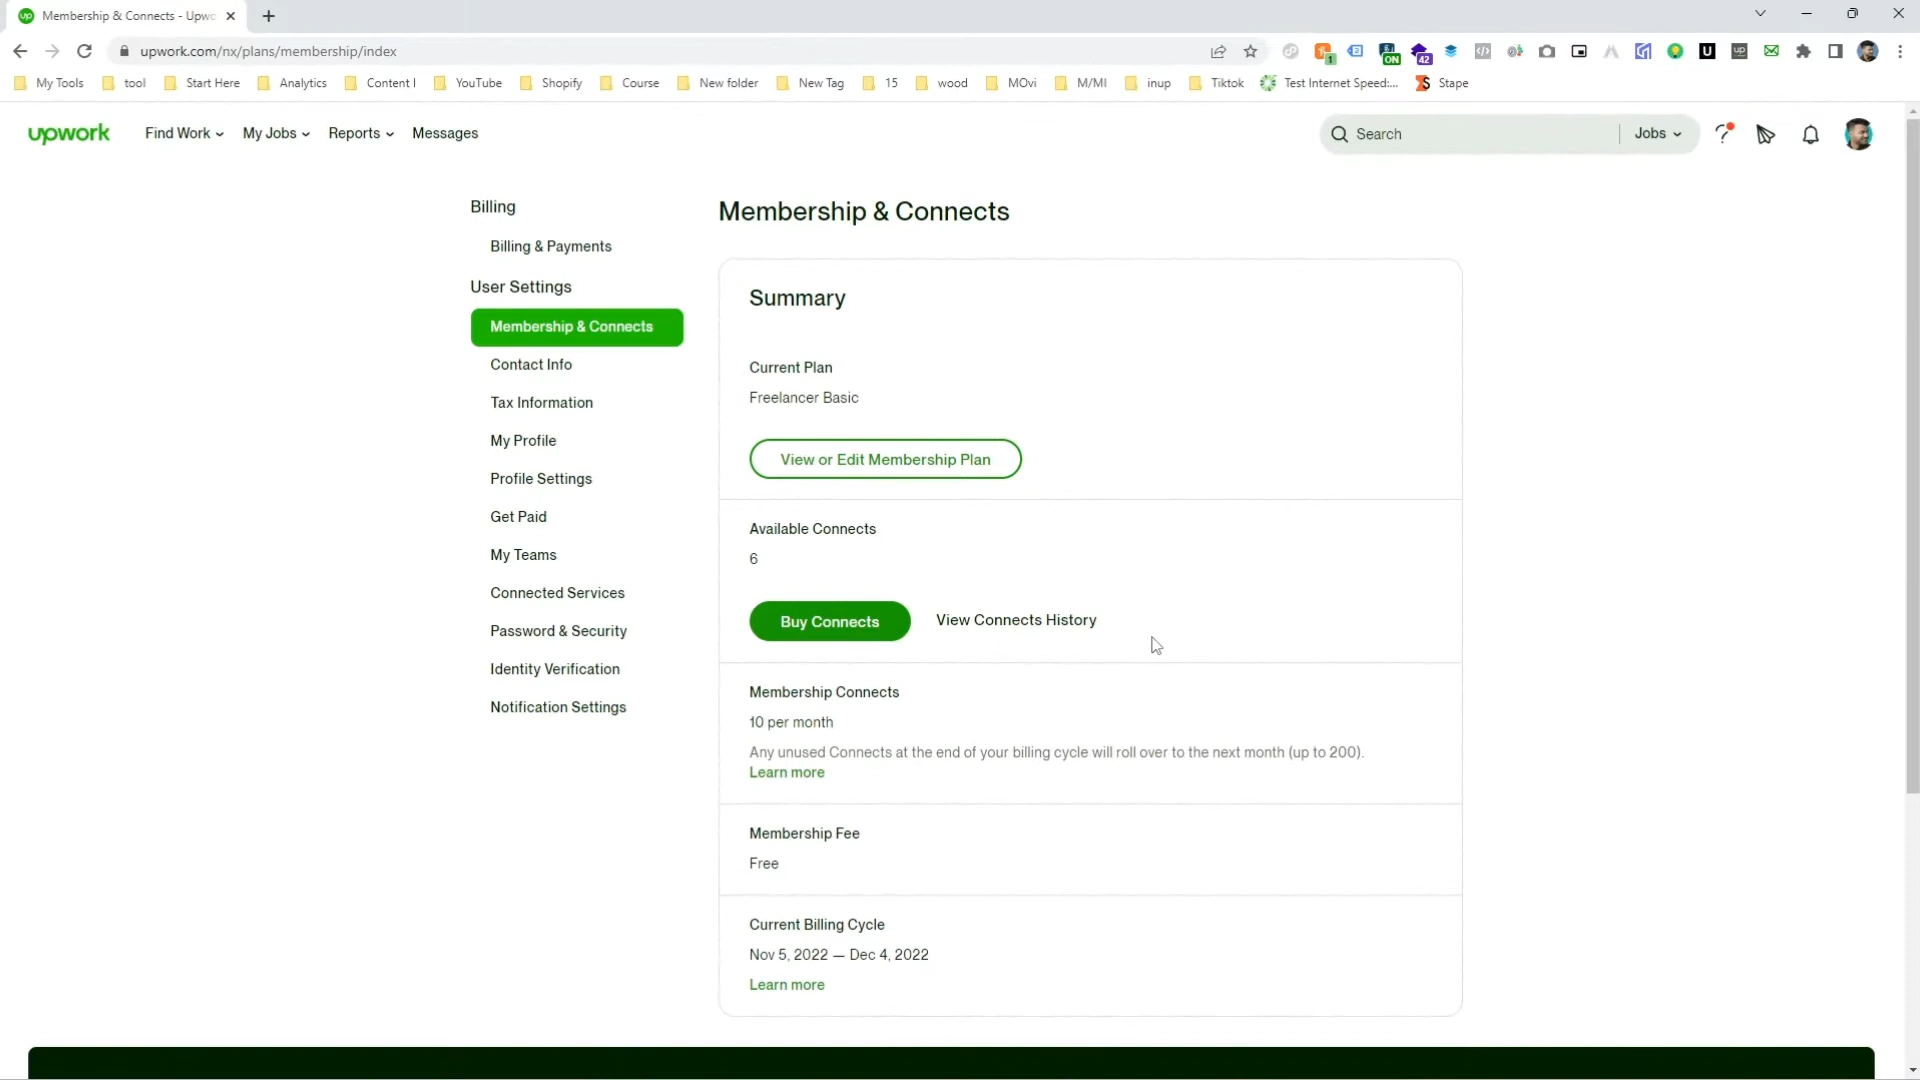 Membership & Connects - Upwo
upwork.com/nx/plans/membership/index
1
ON
42
U
up
My Tools
tool
Start Here
Analytics
Content I
YouTube
Shopify
Course
New folder
New Tag
15
wood
MOvi
M/MI
inup
Tiktok
Test Internet Speed:...
Stape
upwork
Find Work
My Jobs
Reports
Messages
Search
Jobs
Billing
Billing & Payments
User Settings
Membership & Connects
Contact Info
Tax Information
My Profile
Profile Settings
Get Paid
My Teams
Connected Services
Password & Security
Identity Verification
Notification Settings
Membership & Connects
Summary
Current Plan
Freelancer Basic
View or Edit Membership Plan
Available Connects
6
Buy Connects
View Connects History
Membership Connects
10 per month
Any unused Connects at the end of your billing cycle will roll over to the next month (up to 200).
Learn more
Membership Fee
Free
Current Billing Cycle
Nov 5, 2022 — Dec 4, 2022
Learn more